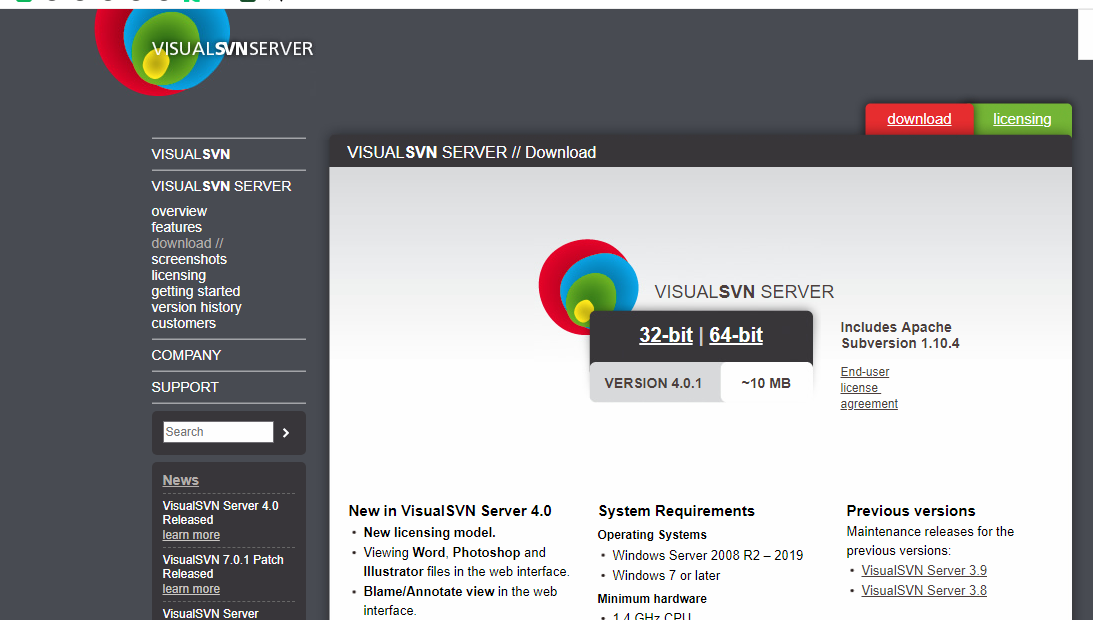 VISUALSVNSERVER
download
licensing
VISUALSVN
VISUALSVN SERVER
overview
features
download //
screenshots
licensing
getting started
version history
customers
COMPANY
SUPPORT
Search
News
VisualSVN Server 4.0
Released
learn more
VisualSVN 7.0.1 Patch
Released
learn more
VisualSVN Server
VISUALSVN SERVER // Download
VISUALSVN SERVER
32-bit | 64-bit
VERSION 4.0.1
~10 MB
Includes Apache
Subversion 1.10.4
End-user
license
agreement
New in VisualSVN Server 4.0
• New licensing model.
• Viewing Word, Photoshop and
Illustrator files in the web interface.
• Blame/Annotate view in the web
interface.
System Requirements
Operating Systems
• Windows Server 2008 R2 – 2019
• Windows 7 or later
Minimum hardware
• 1.4 GHz CPU
Previous versions
Maintenance releases for the
previous versions:
• VisualSVN Server 3.9
• VisualSVN Server 3.8